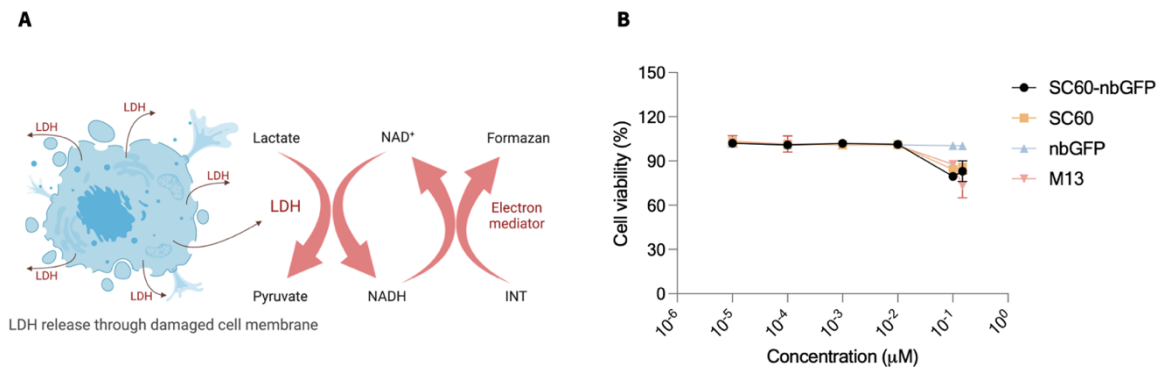 A
LDH
LDH
LDH
LDH
LDH
LDH
LDH release through damaged cell membrane
Lactate
NAD⁺
Formazan
LDH
Electron
mediator
Pyruvate
NADH
INT
B
Cell viability (%)
150
120
90
60
30
0
10⁻⁶
10⁻⁵
10⁻⁴
10⁻³
10⁻²
10⁻¹
10⁰
Concentration (μM)
SC60-nbGFP
SC60
nbGFP
M13